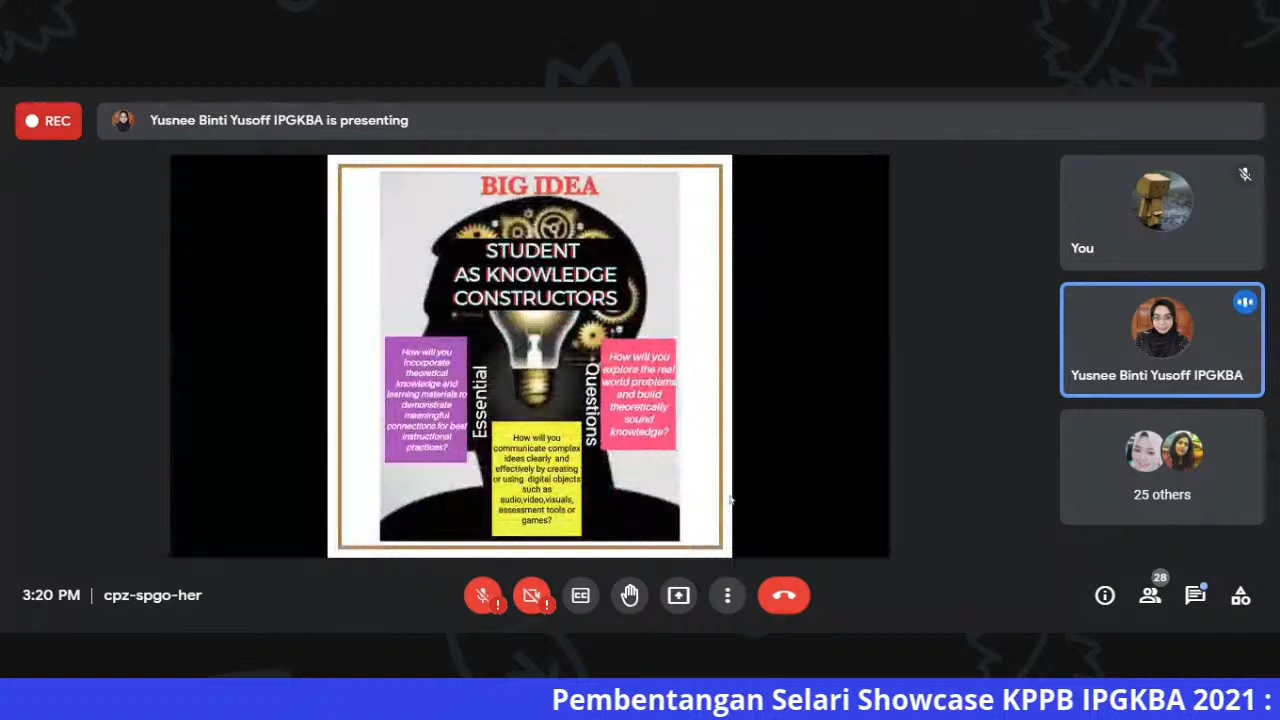 REC
Yusnee Binti Yusoff IPGKBA is presenting
BIG IDEA
STUDENT
AS KNOWLEDGE
CONSTRUCTORS
How will you
incorporate
theoretical
knowledge and
learning materials to
demonstrate
meaningful
connections for best
instructional
practices?
Essential
Questions
How will you
explore the real
world problems
and build
theoretically
sound
knowledge?
How will you
communicate complex
ideas clearly and
effectively by creating
or using digital objects
such as
audio,video,visuals,
assessment tools or
games?
You
Yusnee Binti Yusoff IPGKBA
25 others
3:20 PM | cpz-spgo-her
CC
28
Pembentangan Selari Showcase KPPB IPGKBA 2021 :